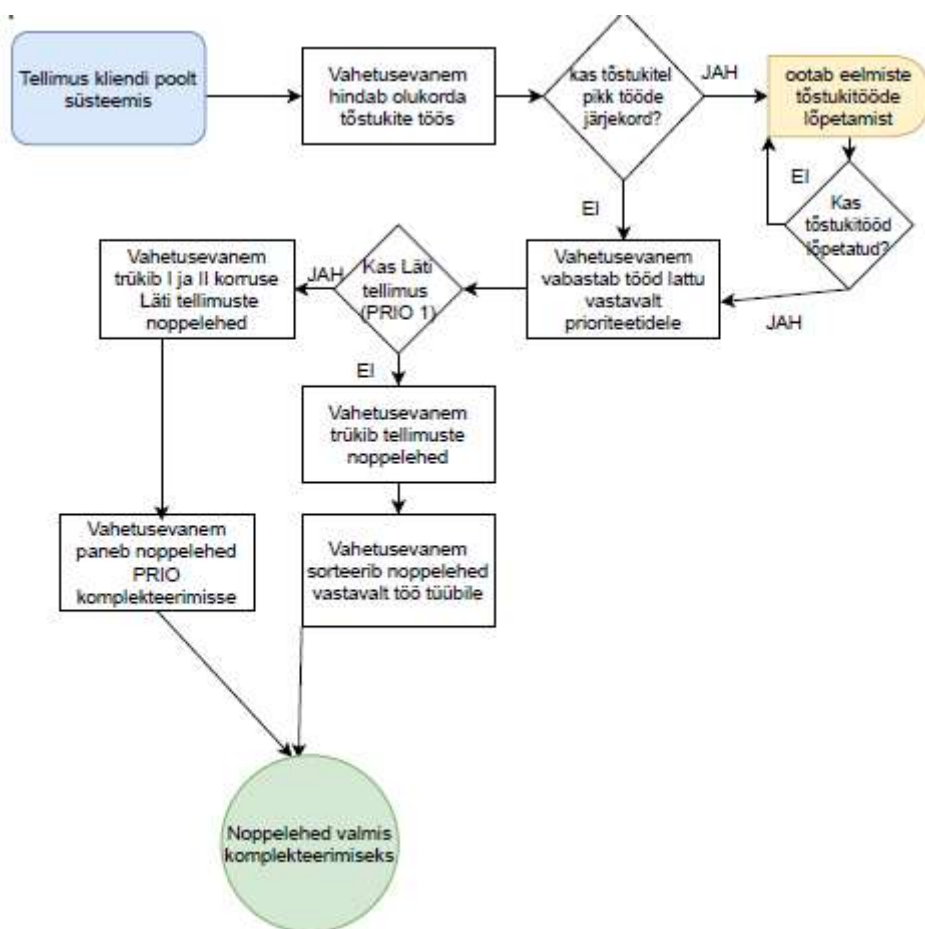 Tellimus kliendi poolt
süsteemis
Vahetusevanem
hindab olukorda
tõstukite töös
kas tõstukitel
pikk tööde
järjekord?
JAH
ootab eelmiste
tõstukitööde
lõpetamist
EI
Kas
tõstukitööd
lõpetatud?
JAH
EI
Vahetusevanem
vabastab tööd lattu
vastavalt
prioriteetidele
Kas Läti
tellimus
(PRIO 1)
JAH
Vahetusevanem
trükib I ja II korruse
Läti tellimuste
noppelehed
EI
Vahetusevanem
trükib tellimuste
noppelehed
Vahetusevanem
paneb noppelehed
PRIO
komplekteerimisse
Vahetusevanem
sorteerib noppelehed
vastavalt töö tüübile
Noppelehed valmis
komplekteerimiseks